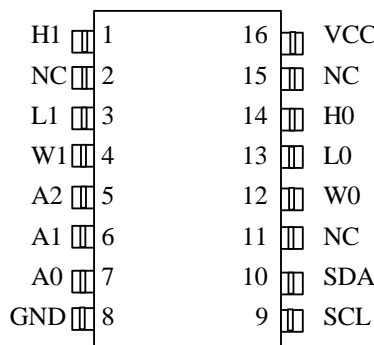 H1 1 16 VCC
NC 2 15 NC
L1 3 14 H0
W1 4 13 L0
A2 5 12 W0
A1 6 11 NC
A0 7 10 SDA
GND 8 9 SCL